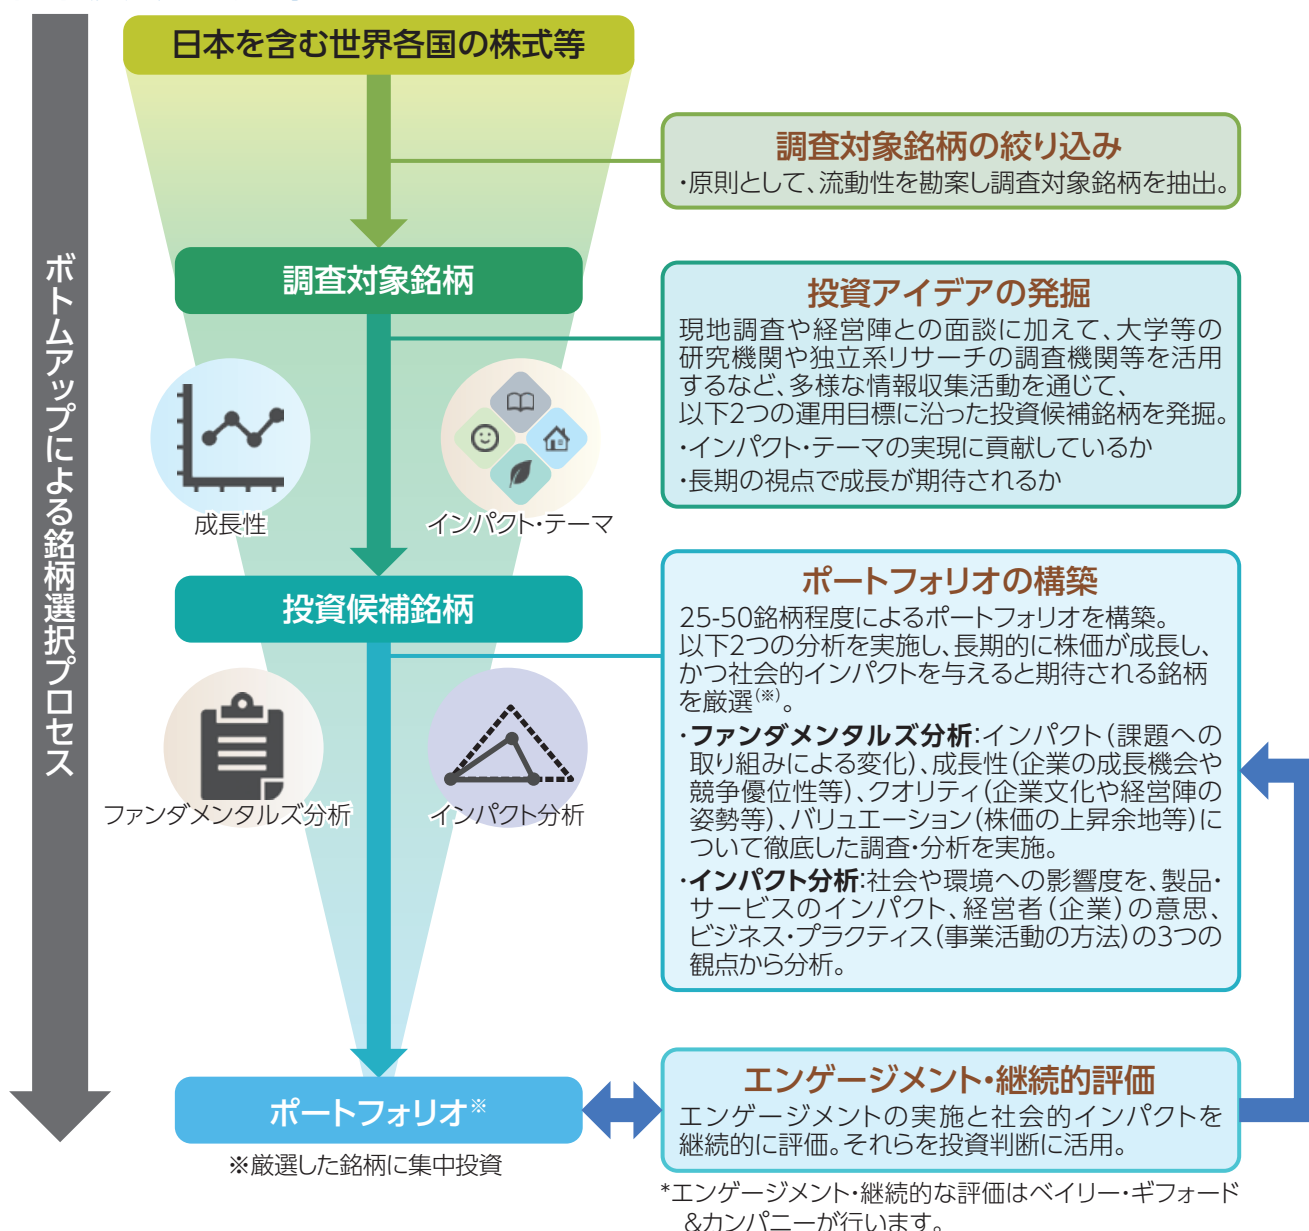 ボトムアップによる銘柄選択プロセス
日本を含む世界各国の株式等
調査対象銘柄の絞り込み
・原則として、流動性を勘案し調査対象銘柄を抽出。
調査対象銘柄
投資アイデアの発掘
現地調査や経営陣との面談に加えて、大学等の
研究機関や独立系リサーチの調査機関等を活用
するなど、多様な情報収集活動を通じて、
以下2つの運用目標に沿った投資候補銘柄を発掘。
・インパクト・テーマの実現に貢献しているか
・長期の視点で成長が期待されるか
成長性
インパクト・テーマ
投資候補銘柄
ポートフォリオの構築
25-50銘柄程度によるポートフォリオを構築。
以下2つの分析を実施し、長期的に株価が成長し、
かつ社会的インパクトを与えると期待される銘柄
を厳選(※)。
・ファンダメンタルズ分析:インパクト(課題への
取り組みによる変化)、成長性(企業の成長機会や
競争優位性等)、クオリティ(企業文化や経営陣の
姿勢等)、バリュエーション(株価の上昇余地等)に
ついて徹底した調査・分析を実施。
・インパクト分析:社会や環境への影響度を、製品・
サービスのインパクト、経営者(企業)の意思、
ビジネス・プラクティス(事業活動の方法)の3つの
観点から分析。
ファンダメンタルズ分析
インパクト分析
ポートフォリオ※
※厳選した銘柄に集中投資
エンゲージメント・継続的評価
エンゲージメントの実施と社会的インパクトを
継続的に評価。それらを投資判断に活用。
*エンゲージメント・継続的な評価はベイリー・ギフォード
&カンパニーが行います。